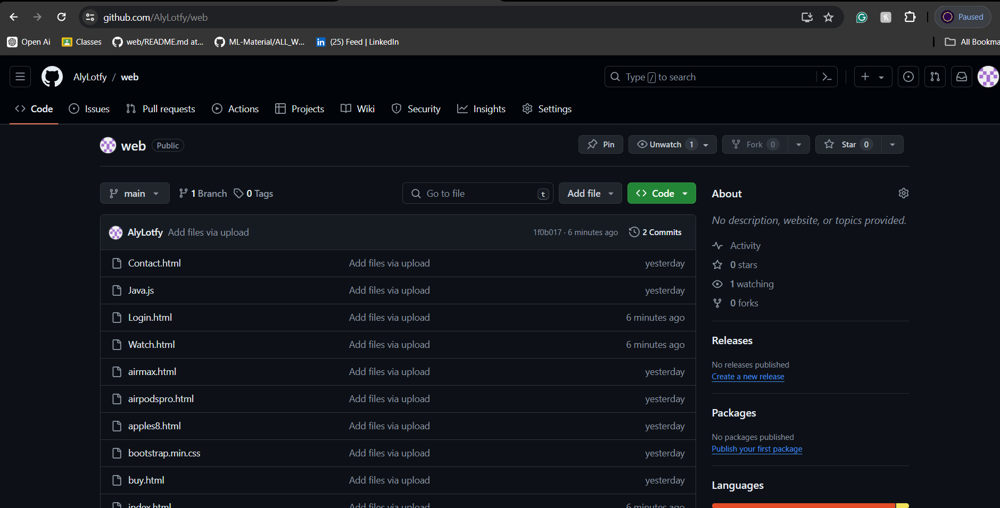 github.com/AlyLotfy/web
Paused
Open Ai
Classes
web/README.md at...
ML-Material/ALL_W...
in (25) Feed | LinkedIn
All Bookma
AlyLotfy / web
Type / to search
Code
Issues
Pull requests
Actions
Projects
Wiki
Security
Insights
Settings
web Public
Pin
Unwatch 1
Fork 0
Star 0
main
1 Branch
0 Tags
Go to file t
Add file
Code
AlyLotfy Add files via upload 1f0b017 · 6 minutes ago 2 Commits
Contact.html Add files via upload yesterday
Java.js Add files via upload yesterday
Login.html Add files via upload 6 minutes ago
Watch.html Add files via upload 6 minutes ago
airmax.html Add files via upload yesterday
airpodspro.html Add files via upload yesterday
apples8.html Add files via upload yesterday
bootstrap.min.css Add files via upload yesterday
buy.html Add files via upload yesterday
index.html Add files via upload 6 minutes ago
About
No description, website, or topics provided.
Activity
0 stars
1 watching
0 forks
Releases
No releases published
Create a new release
Packages
No packages published
Publish your first package
Languages